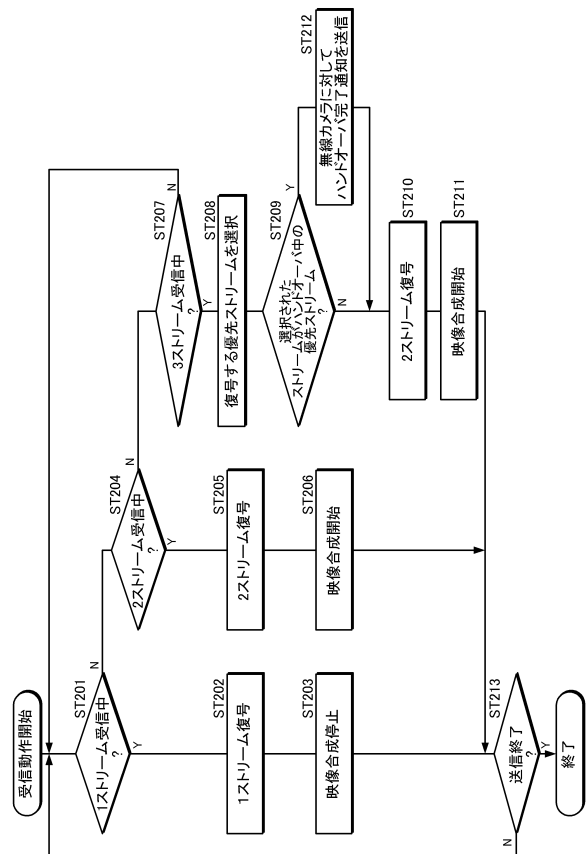 受信動作開始
ST201
1ストリーム受信中
?
N
Y
ST202
1ストリーム復号
ST203
映像合成停止
ST204
2ストリーム受信中
?
N
Y
ST205
2ストリーム復号
ST206
映像合成開始
ST207
3ストリーム受信中
?
N
Y
ST208
復号する優先ストリームを選択
ST209
選択された
ストリームがハンドオーバ中の
優先ストリーム
?
Y
N
ST212
無線カメラに対して
ハンドオーバ完了通知を送信
ST210
2ストリーム復号
ST211
映像合成開始
ST213
送信終了
?
N
Y
終了